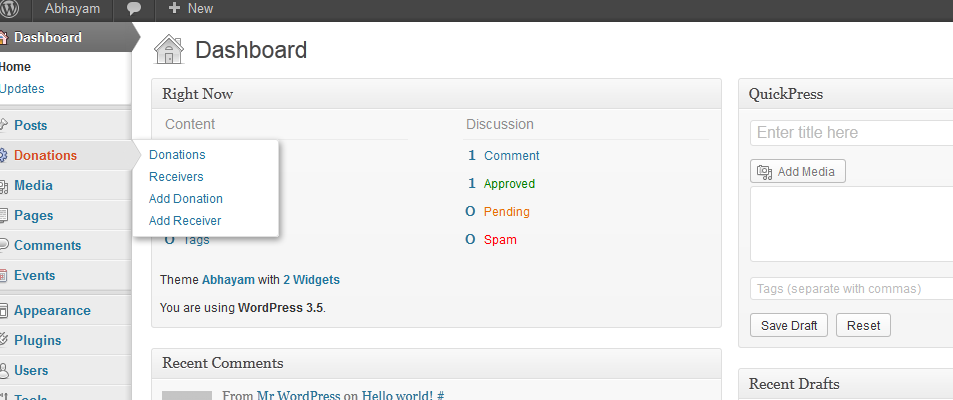 Abhayam + New
Dashboard
Home
Updates
Posts
Donations
Media
Pages
Comments
Events
Appearance
Plugins
Users
Tools
Donations
Receivers
Add Donation
Add Receiver
Dashboard
Right Now
Content
0 Tags
Discussion
1 Comment
1 Approved
0 Pending
0 Spam
Theme Abhayam with 2 Widgets
You are using WordPress 3.5.
Recent Comments
From Mr WordPress on Hello world! #
QuickPress
Enter title here
Add Media
Tags (separate with commas)
Save Draft Reset
Recent Drafts